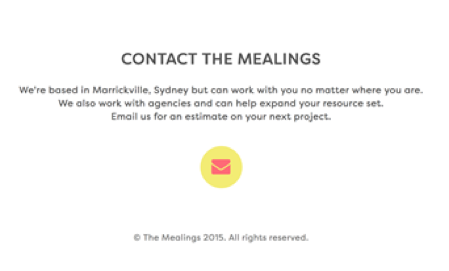 CONTACT THE MEALINGS
We're based in Marrickville, Sydney but can work with you no matter where you are.
We also work with agencies and can help expand your resource set.
Email us for an estimate on your next project.
© The Mealings 2015. All rights reserved.